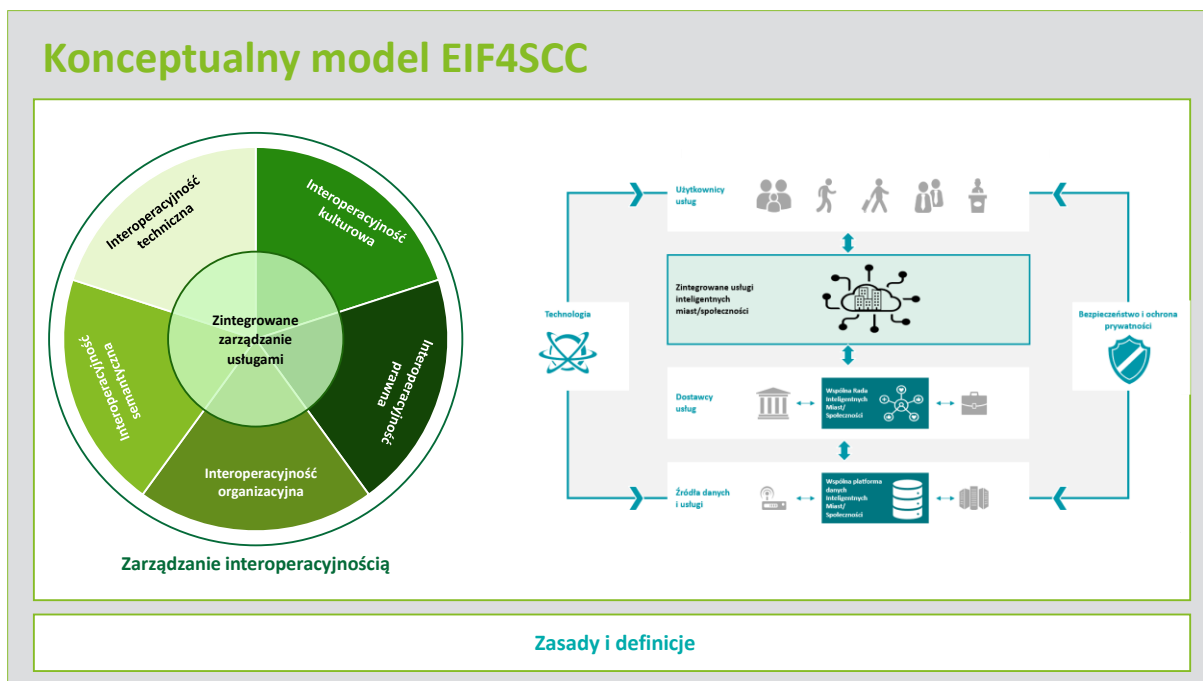 Konceptualny model EIF4SCC
Interoperacyjność
techniczna
Interoperacyjność
kulturowa
Interoperacyjność
prawna
Interoperacyjność
organizacyjna
Interoperacyjność
semantyczna
Zintegrowane
zarządzanie
usługami
Zarządzanie interoperacyjnością
Użytkownicy
usług
Zintegrowane usługi
inteligentnych
miast/społeczności
Technologia
Bezpieczeństwo i ochrona
prywatności
Dostawcy
usług
Wspólna Rada
Inteligentnych
Miast/
Społeczności
Źródła danych
i usługi
Wspólna platforma
danych
Inteligentnych
Miast/
Społeczności
Zasady i definicje